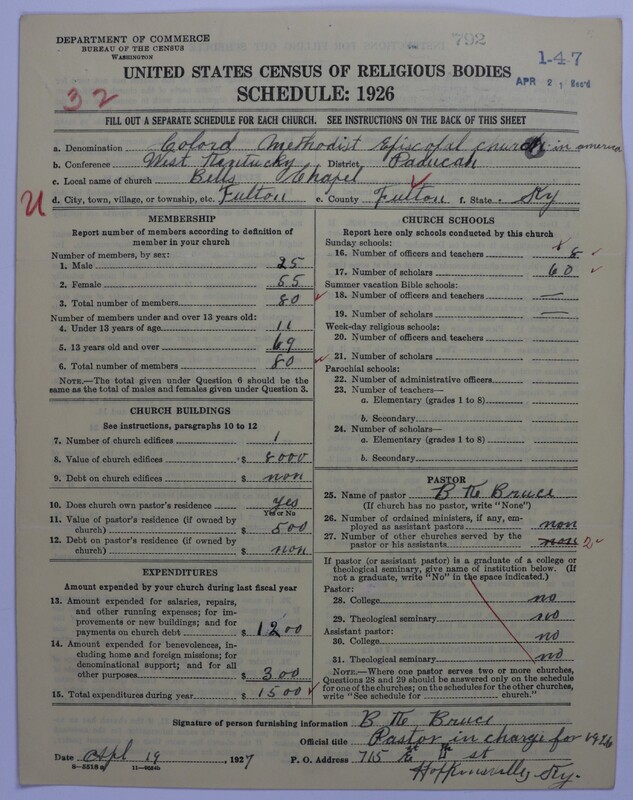 792
DEPARTMENT OF COMMERCE
BUREAU OF THE CENSUS
WASHINGTON
1-4-7
APR 21 Rec'd
UNITED STATES CENSUS OF RELIGIOUS BODIES
SCHEDULE: 1926
32
FILL OUT A SEPARATE SCHEDULE FOR EACH CHURCH. SEE INSTRUCTIONS ON THE BACK OF THIS SHEET
a. Denomination Colord Methodist Episcopal church in america
b. Conference West Kentucky District Paducah
c. Local name of church Bells Chapel
d. City, town, village, or township, etc. Fulton e. County Fulton f. State Ky
U
MEMBERSHIP
Report number of members according to definition of
member in your church
Number of members, by sex:
1. Male 25
2. Female 55
3. Total number of members 80
Number of members under and over 13 years old:
4. Under 13 years of age 11
5. 13 years old and over 69
6. Total number of members 80
NOTE.—The total given under Question 6 should be
the same as the total of males and females given under Question 3.
CHURCH BUILDINGS
See instructions, paragraphs 10 to 12
7. Number of church edifices 1
8. Value of church edifices $ 8000
9. Debt on church edifices $ non
10. Does church own pastor's residence yes
Yes or No
11. Value of pastor's residence (if owned by
church) $ 500
12. Debt on pastor's residence (if owned by
church) $ non
EXPENDITURES
Amount expended by your church during last fiscal year
13. Amount expended for salaries, repairs,
and other running expenses; for im-
provements or new buildings; and for
payments on church debt $ 1200
14. Amount expended for benevolences, in-
cluding home and foreign missions; for
denominational support; and for all
other purposes $ 300
15. Total expenditures during year $ 1500
CHURCH SCHOOLS
Report here only schools conducted by this church
Sunday schools:
16. Number of officers and teachers 8
17. Number of scholars 60
Summer vacation Bible schools:
18. Number of officers and teachers —
19. Number of scholars —
Week-day religious schools:
20. Number of officers and teachers
21. Number of scholars
Parochial schools:
22. Number of administrative officers
23. Number of teachers—
a. Elementary (grades 1 to 8)
b. Secondary
24. Number of scholars—
a. Elementary (grades 1 to 8)
b. Secondary
PASTOR
25. Name of pastor Bruce
(If church has no pastor, write "None")
26. Number of ordained ministers, if any, em-
ployed as assistant pastors non
27. Number of other churches served by the
pastor or his assistants non 2
If pastor (or assistant pastor) is a graduate of a college or
theological seminary, give name of institution below. (If
not a graduate, write "No" in the space indicated.)
Pastor:
28. College no
29. Theological seminary no
Assistant pastor:
30. College no
31. Theological seminary no
NOTE.—Where one pastor serves two or more churches,
Questions 28 and 29 should be answered only on the schedule
for one of the churches; on the schedules for the other churches,
write "See schedule for church."
Signature of person furnishing information Bruce
Official title Pastor in charge for 1926
Date Apl 19, 1927 P. O. Address 715 E st
8-5518 a
Hopkinsville, Ky.